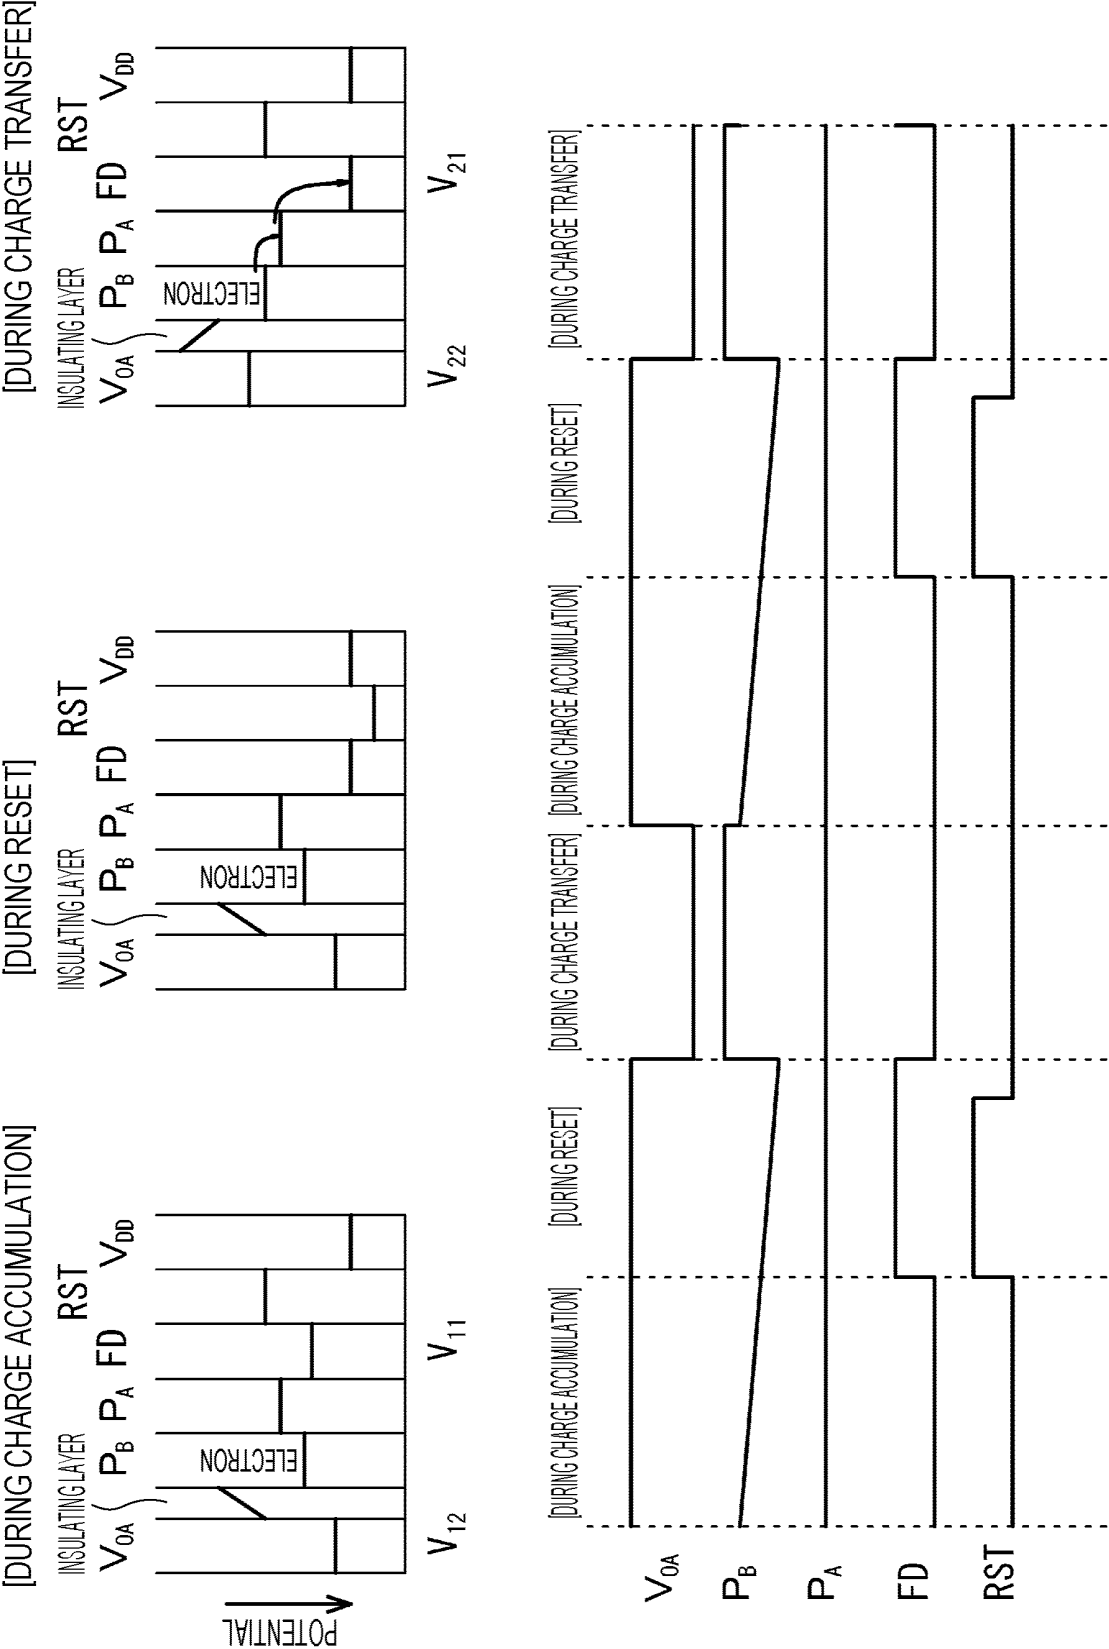 [DURING CHARGE ACCUMULATION]
INSULATING LAYER
V0A PB PA FD RST VDD
ELECTRON
POTENTIAL
V12 V11
[DURING RESET]
INSULATING LAYER
V0A PB PA FD RST VDD
ELECTRON
[DURING CHARGE TRANSFER]
INSULATING LAYER
V0A PB PA FD RST VDD
ELECTRON
V22 V21
[DURING CHARGE ACCUMULATION] [DURING RESET] [DURING CHARGE TRANSFER] [DURING CHARGE ACCUMULATION] [DURING RESET] [DURING CHARGE TRANSFER]
V0A
PB
PA
FD
RST